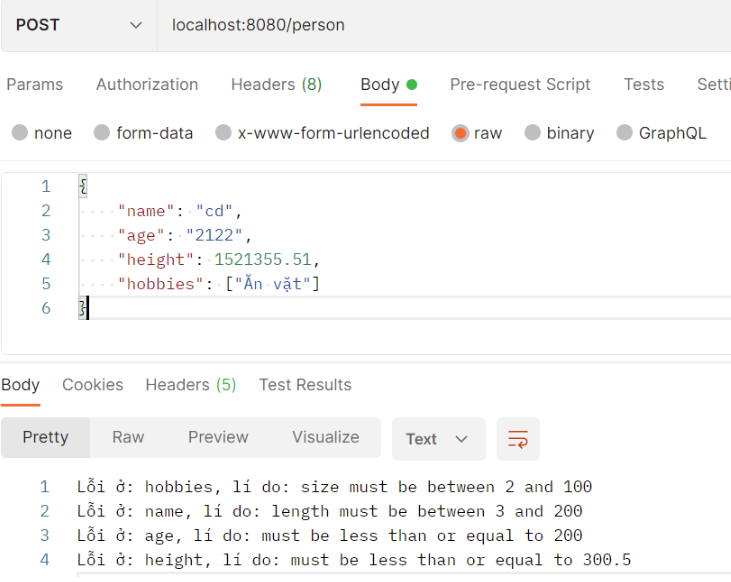 POST localhost:8080/person
Params Authorization Headers (8) Body Pre-request Script Tests
none form-data x-www-form-urlencoded raw binary GraphQL
1 {
2 "name": "cd",
3 "age": "2122",
4 "height": 1521355.51,
5 "hobbies": ["Ăn vặt"]
6 }
Body Cookies Headers (5) Test Results
Pretty Raw Preview Visualize Text
1 Lỗi ở: hobbies, lí do: size must be between 2 and 100
2 Lỗi ở: name, lí do: length must be between 3 and 200
3 Lỗi ở: age, lí do: must be less than or equal to 200
4 Lỗi ở: height, lí do: must be less than or equal to 300.5